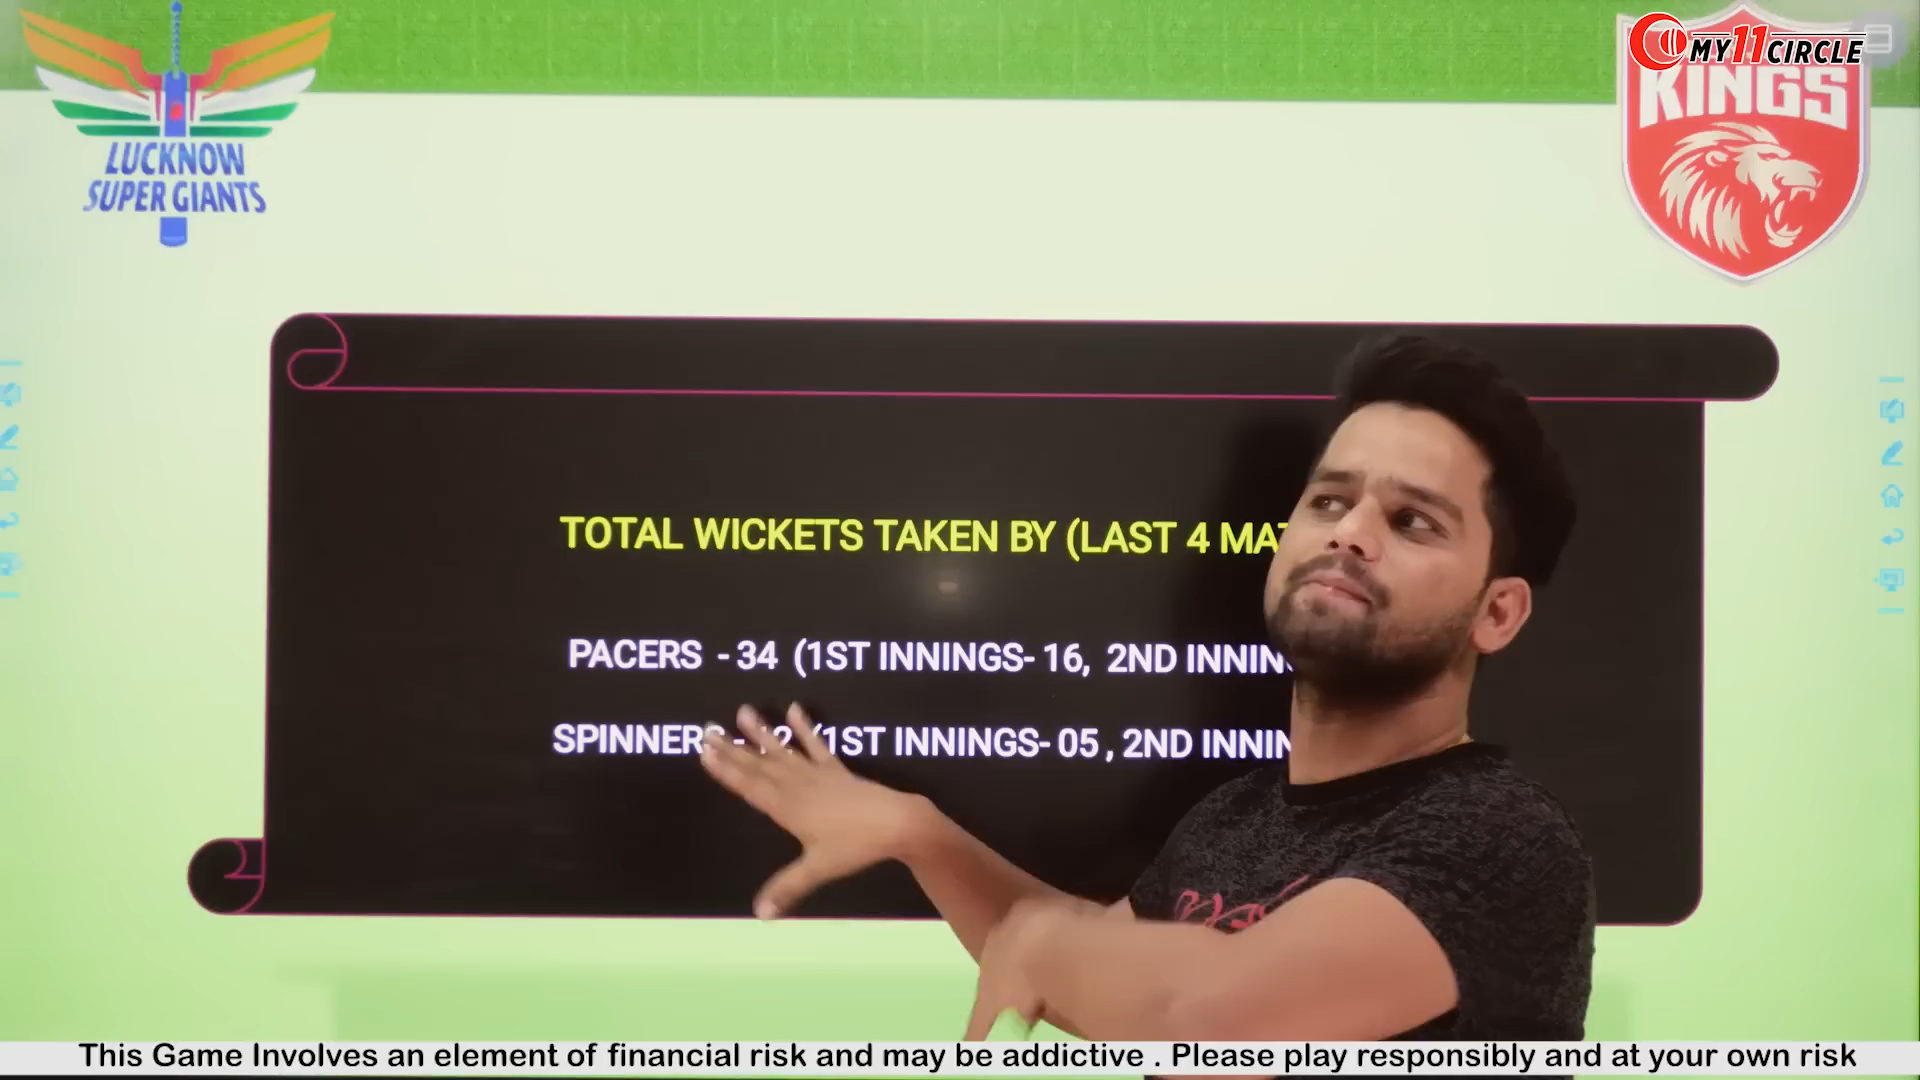 MY11CIRCLE
KINGS
LUCKNOW
SUPER GIANTS
TOTAL WICKETS TAKEN BY (LAST 4
PACERS - 34 (1ST INNINGS- 16, 2ND
SPINNERS - 12 (1ST INNINGS- 05 , 2ND
This Game Involves an element of financial risk and may be addictive . Please play responsibly and at your own risk